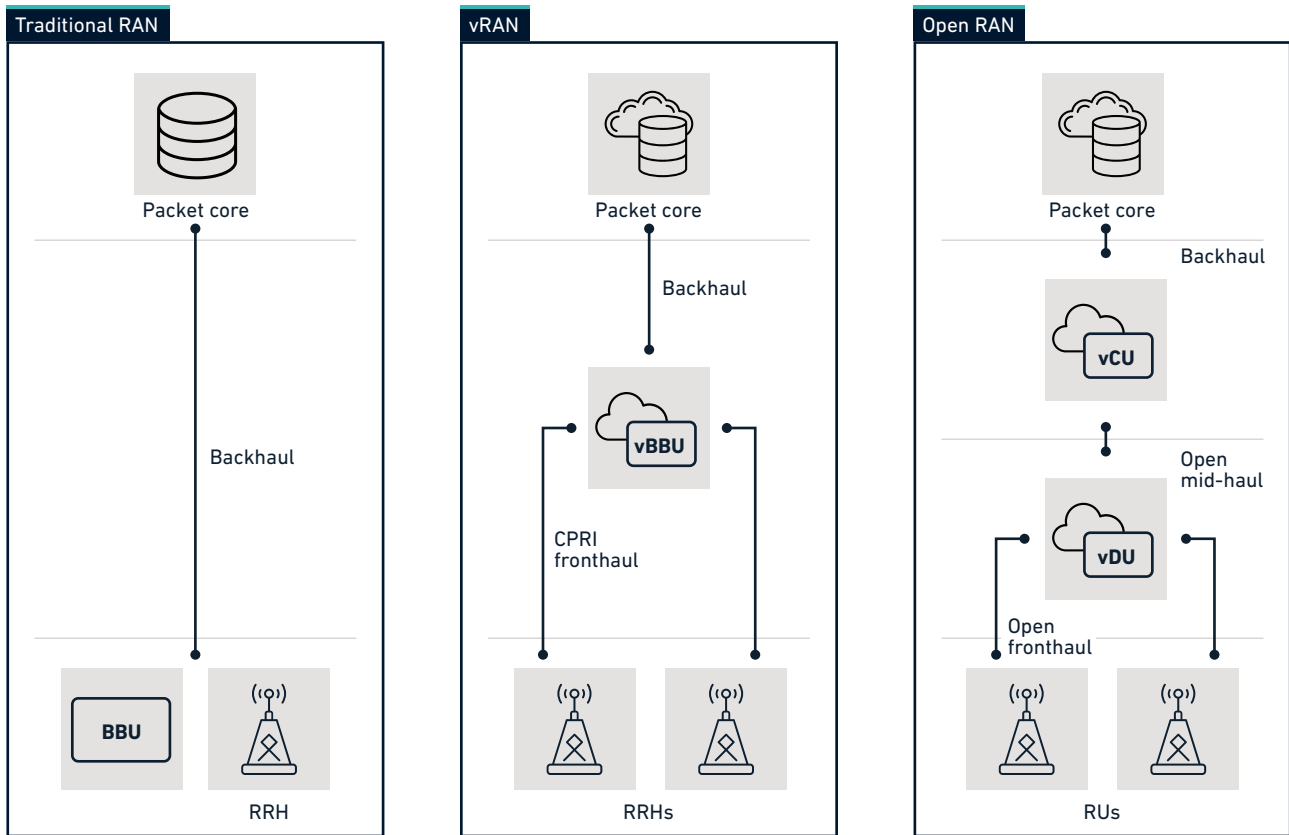 Traditional RAN
Packet core
Backhaul
BBU
RRH
vRAN
Packet core
Backhaul
vBBU
CPRI
fronthaul
RRHs
Open RAN
Packet core
Backhaul
vCU
Open
mid-haul
vDU
Open
fronthaul
RUs